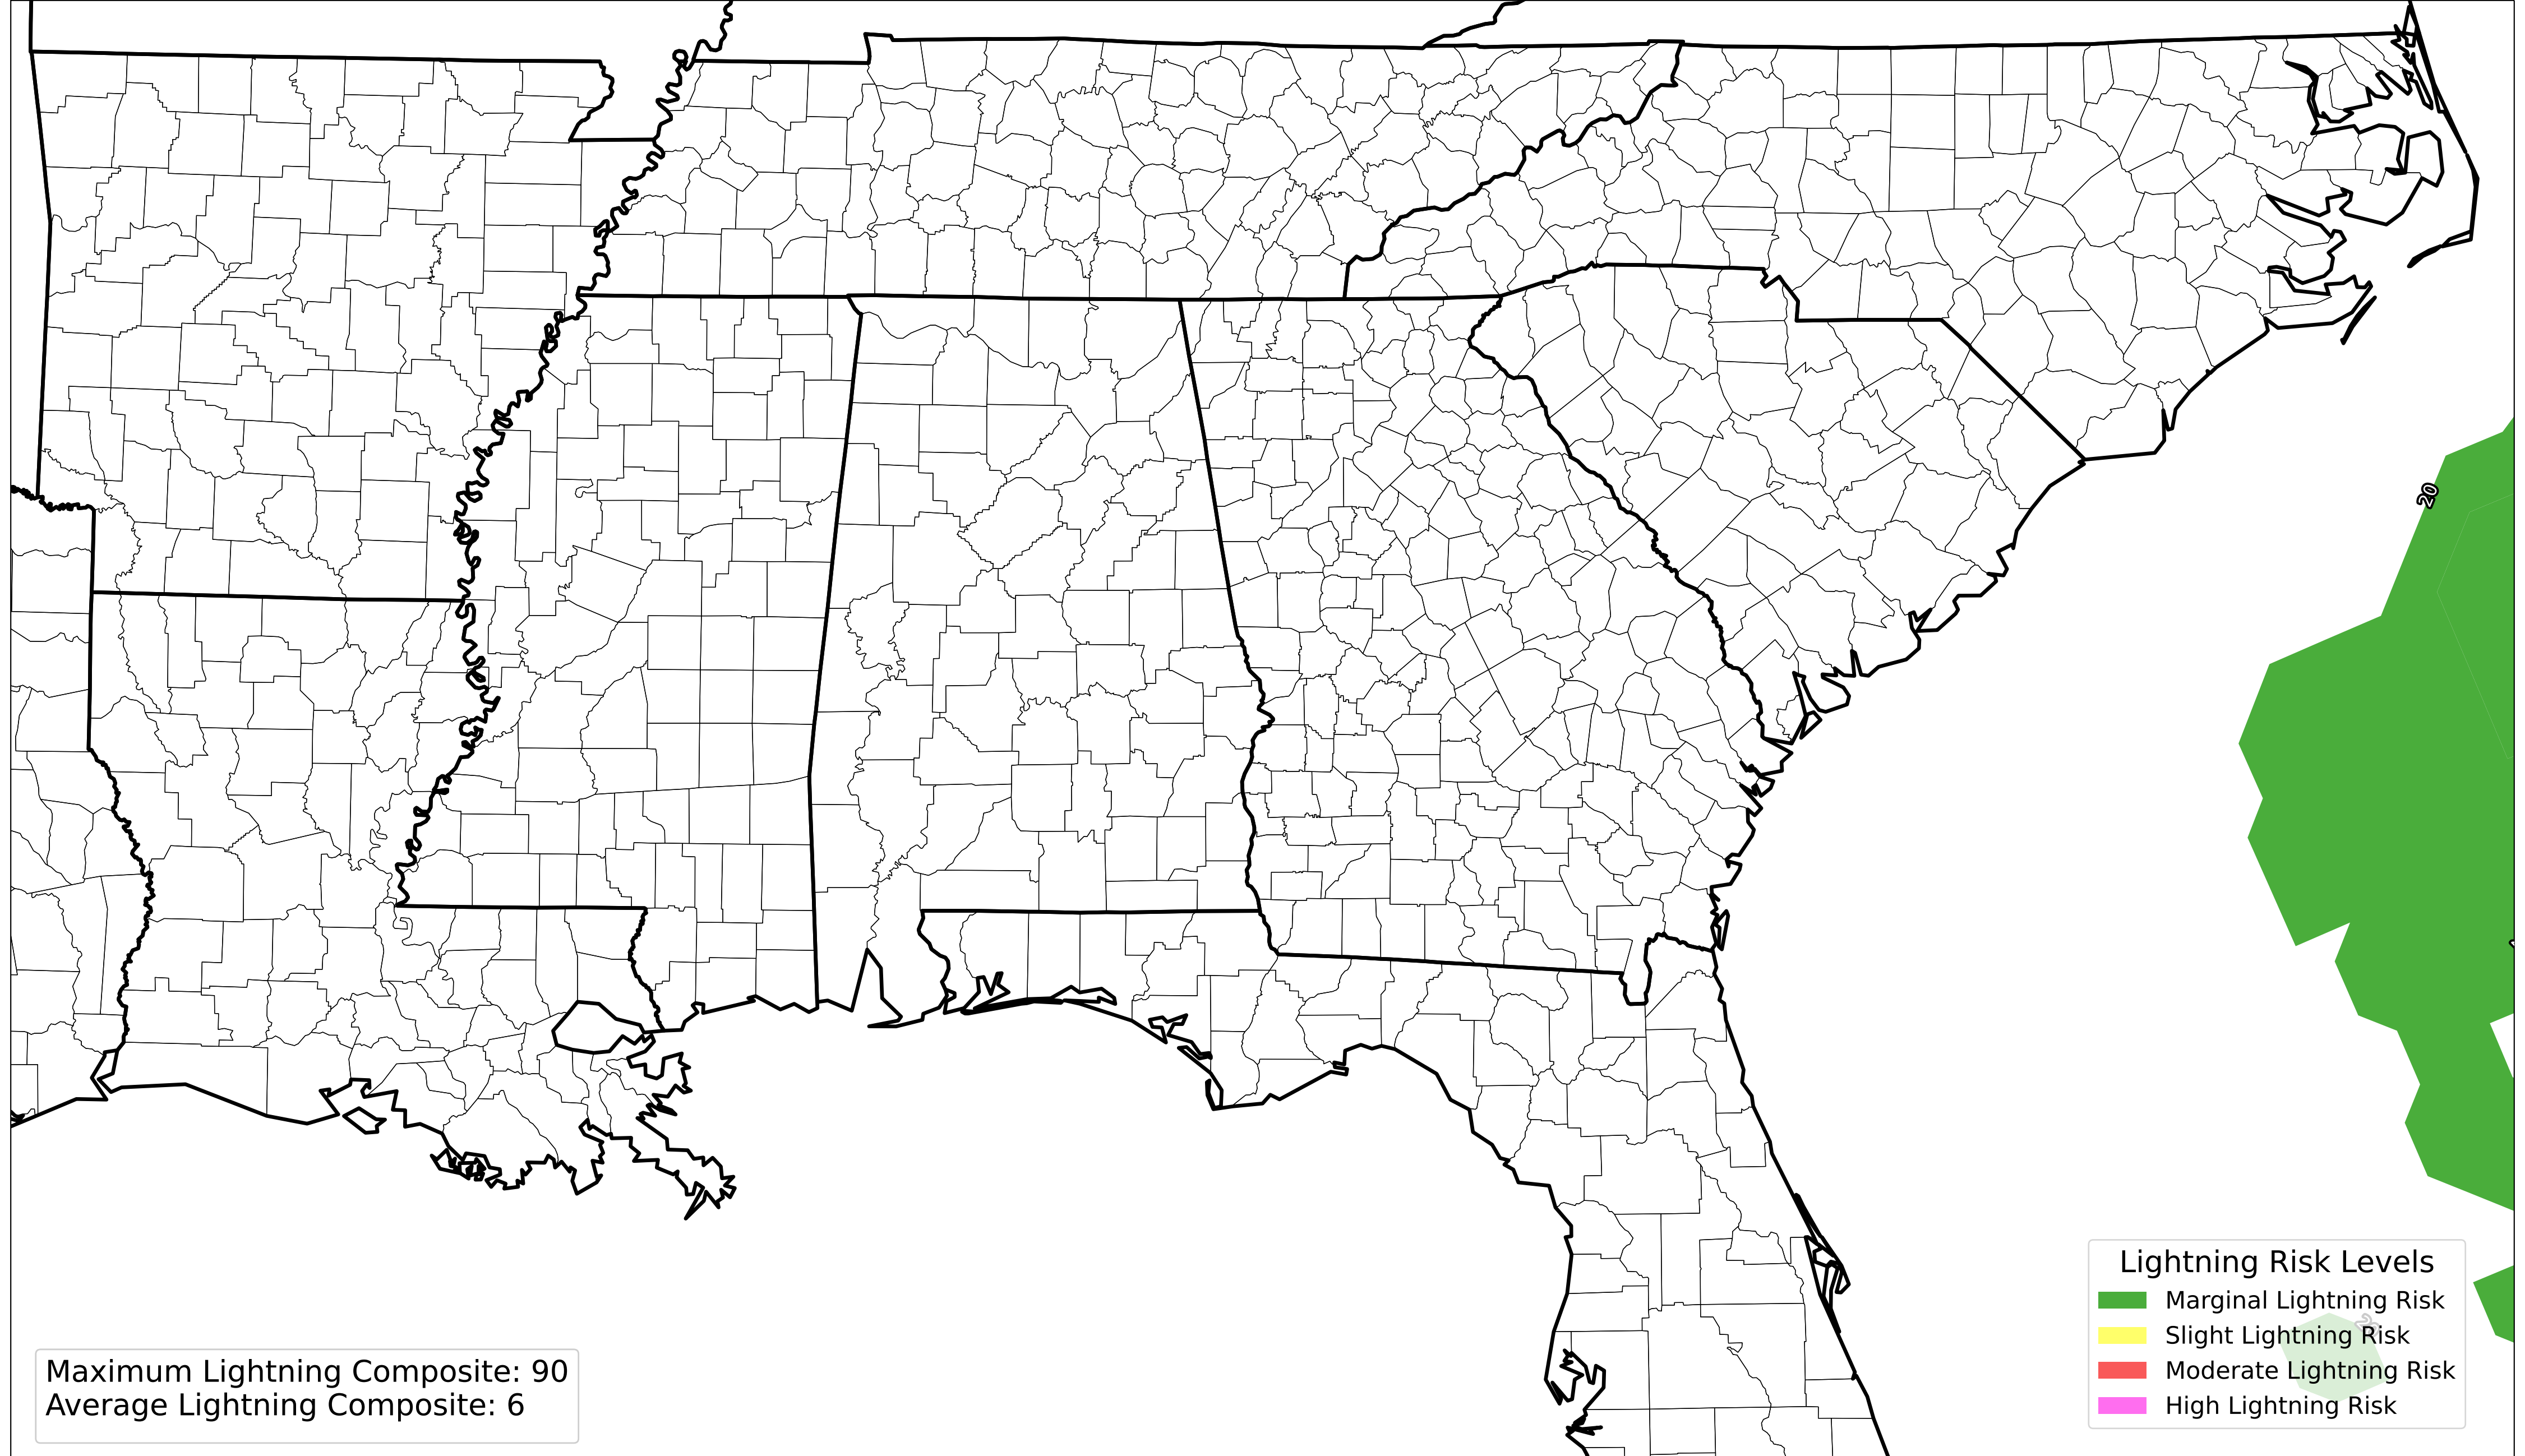 20
Lightning Risk Levels
Marginal Lightning Risk
Slight Lightning Risk
Moderate Lightning Risk
High Lightning Risk
Maximum Lightning Composite: 90
Average Lightning Composite: 6